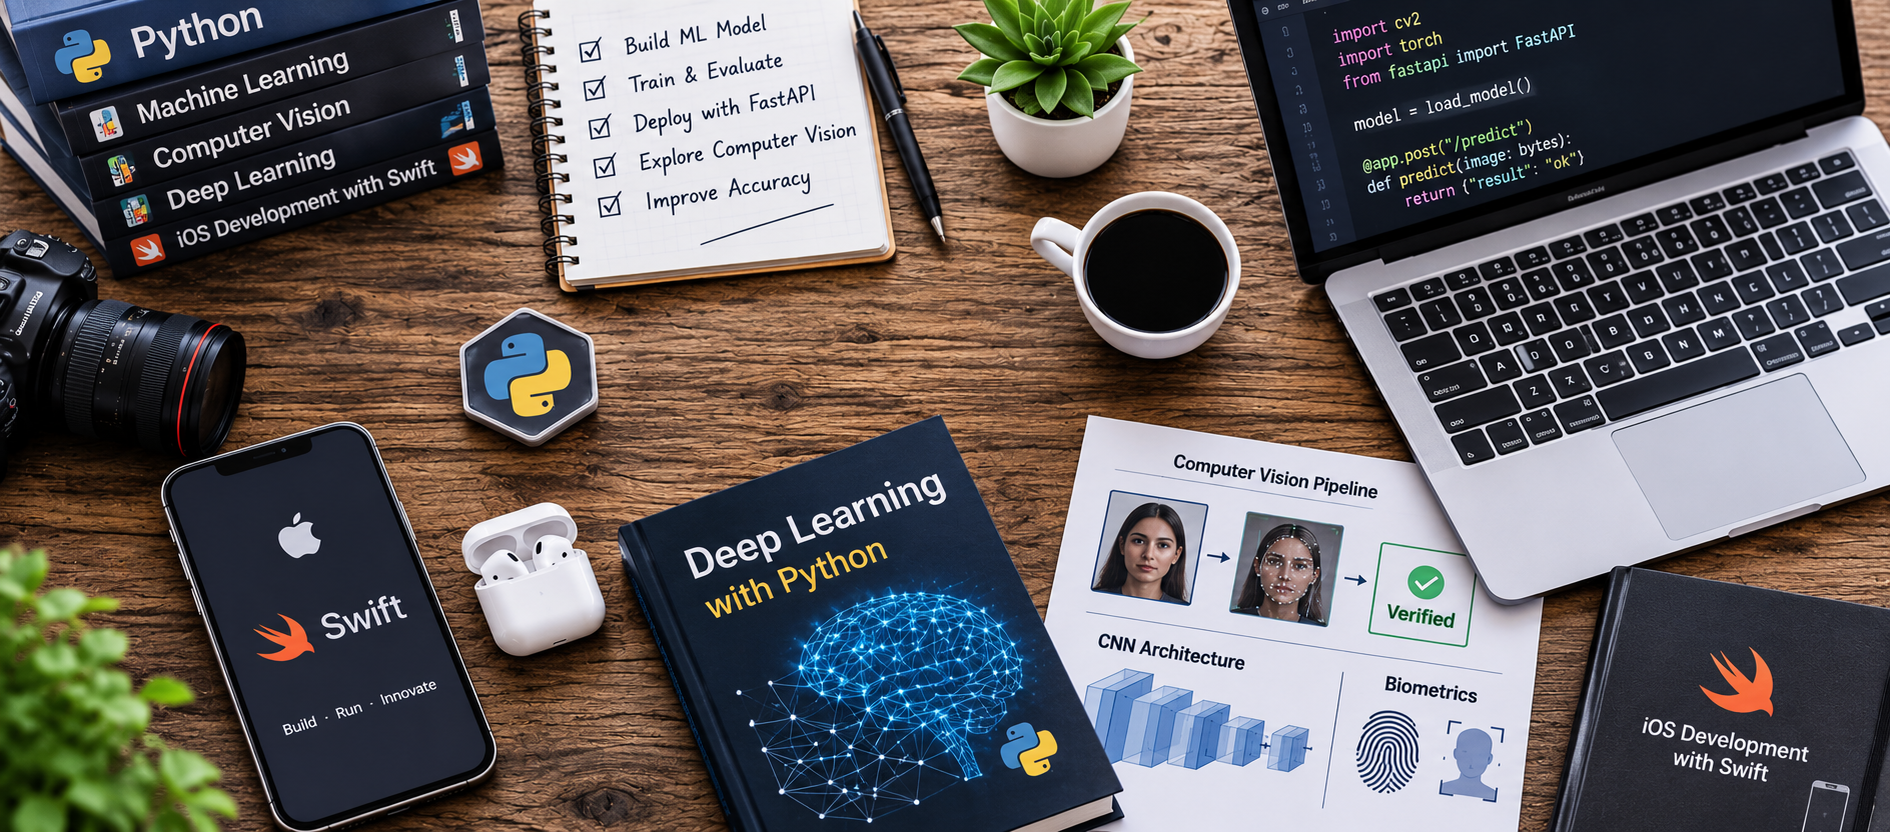 Python
Machine Learning
Computer Vision
Deep Learning
iOS Development with Swift
Build ML Model
Train & Evaluate
Deploy with FastAPI
Explore Computer Vision
Improve Accuracy
import cv2
import torch
from fastapi import FastAPI
model = load_model()
@app.post("/predict")
def predict(image: bytes):
return {"result": "ok"}
Swift
Build · Run · Innovate
Deep Learning
with Python
Computer Vision Pipeline
Verified
CNN Architecture
Biometrics
iOS Development
with Swift